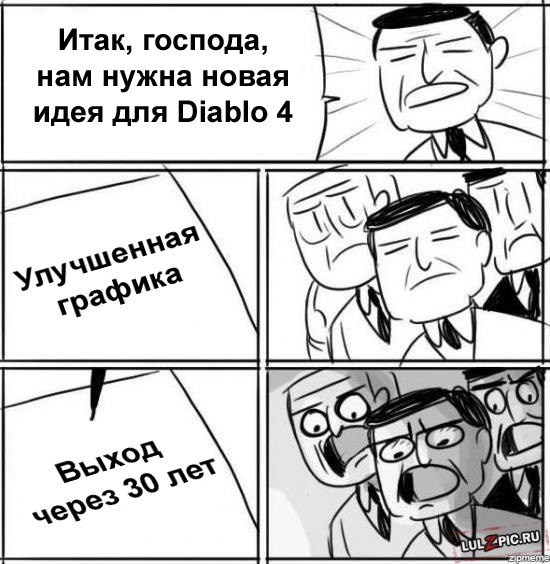 Итак, господа,
нам нужна новая
идея для Diablo 4
Улучшенная
графика
Выход
через 30 лет
LULZPIC.RU
zipmeme